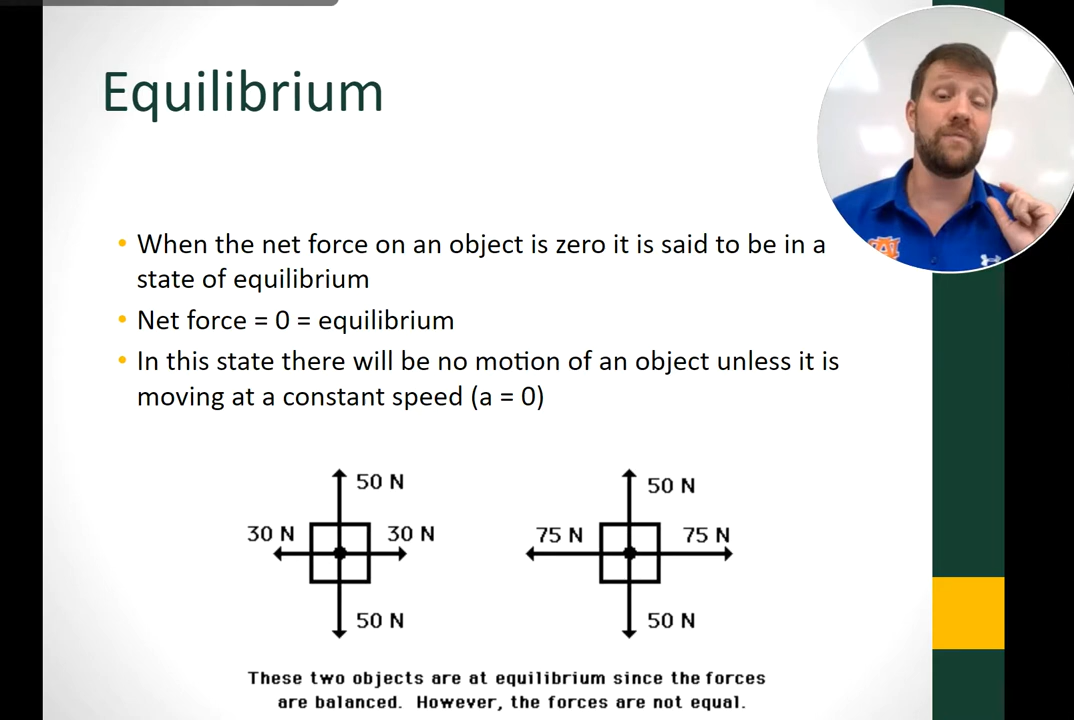 Equilibrium
• When the net force on an object is zero it is said to be in a
state of equilibrium
• Net force = 0 = equilibrium
• In this state there will be no motion of an object unless it is
moving at a constant speed (a = 0)
50 N
30 N
30 N
50 N
50 N
75 N
75 N
50 N
These two objects are at equilibrium since the forces
are balanced. However, the forces are not equal.